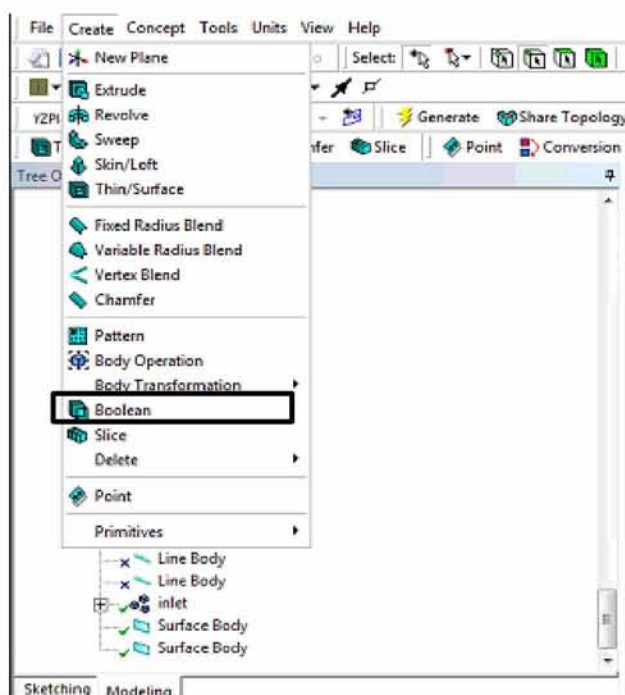 File Create Concept Tools Units View Help
New Plane
Select:
Extrude
Revolve
Generate Share Topology
Sweep
Slice Point Conversion
Skin/Loft
Thin/Surface
Fixed Radius Blend
Variable Radius Blend
Vertex Blend
Chamfer
Pattern
Body Operation
Body Transformation
Boolean
Slice
Delete
Point
Primitives
Line Body
Line Body
inlet
Surface Body
Surface Body
Sketching Modeling